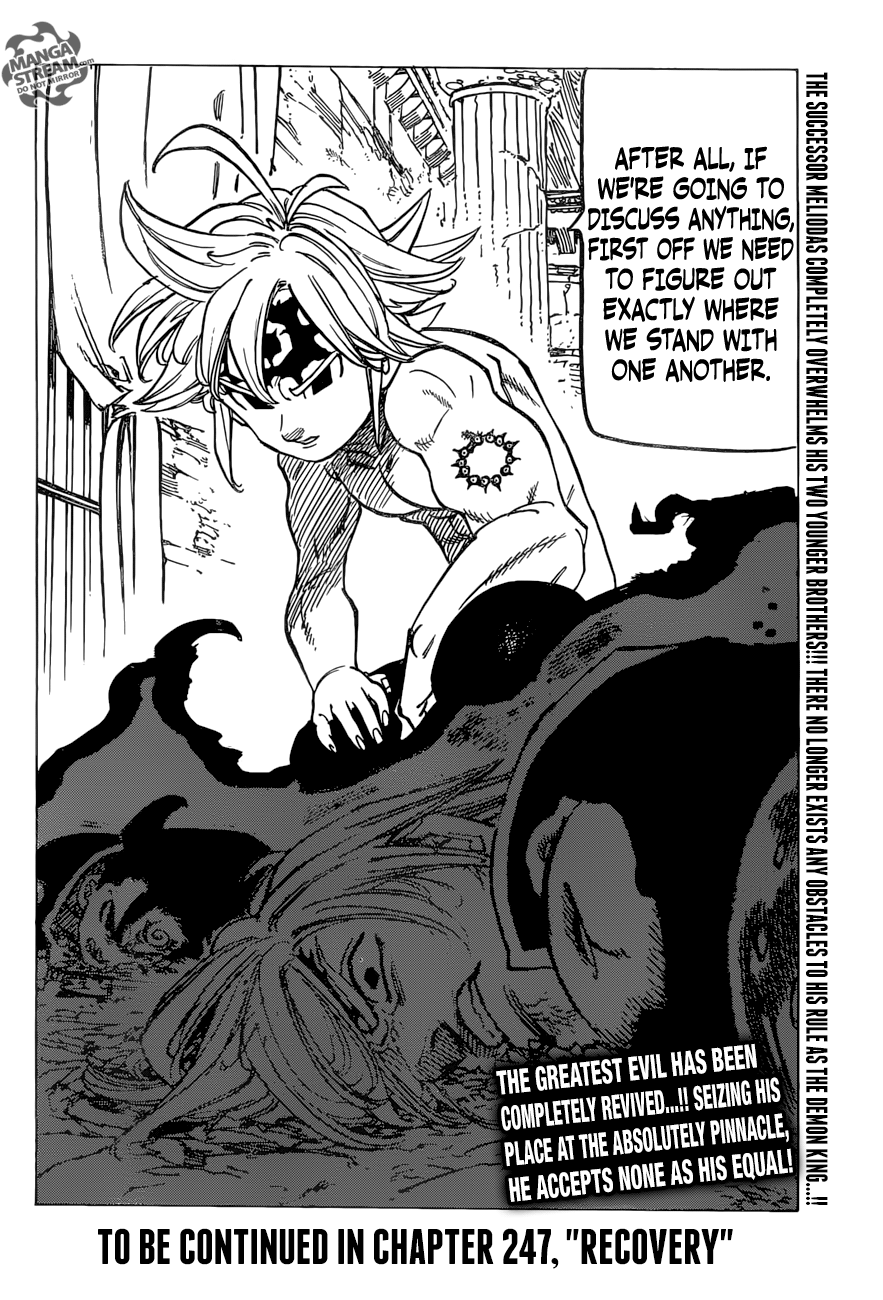 MANGA
STREAM.com
DO NOT MIRROR
AFTER ALL, IF
WE'RE GOING TO
DISCUSS ANYTHING,
FIRST OFF WE NEED
TO FIGURE OUT
EXACTLY WHERE
WE STAND WITH
ONE ANOTHER.
THE SUCCESSOR MELIODAS COMPLETELY OVERWHELMS HIS TWO YOUNGER BROTHERS!!! THERE NO LONGER EXISTS ANY OBSTACLES TO HIS RULE AS THE DEMON KING...!!
THE GREATEST EVIL HAS BEEN
COMPLETELY REVIVED...!! SEIZING HIS
PLACE AT THE ABSOLUTELY PINNACLE,
HE ACCEPTS NONE AS HIS EQUAL!
TO BE CONTINUED IN CHAPTER 247, "RECOVERY"